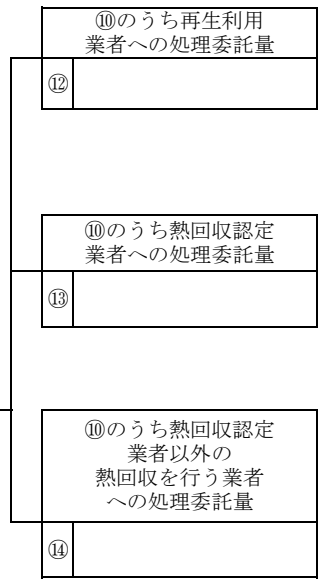 ⑩のうち再生利用
業者への処理委託量
⑫
⑩のうち熱回収認定
業者への処理委託量
⑬
⑩のうち熱回収認定
業者以外の
熱回収を行う業者
への処理委託量
⑭